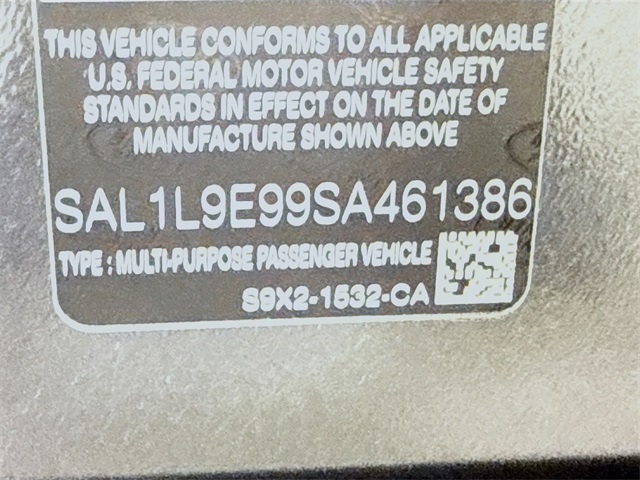 THIS VEHICLE CONFORMS TO ALL APPLICABLE
U.S. FEDERAL MOTOR VEHICLE SAFETY
STANDARDS IN EFFECT ON THE DATE OF
MANUFACTURE SHOWN ABOVE
SAL1L9E99SA461386
TYPE : MULTI-PURPOSE PASSENGER VEHICLE
S9X2-1532-CA